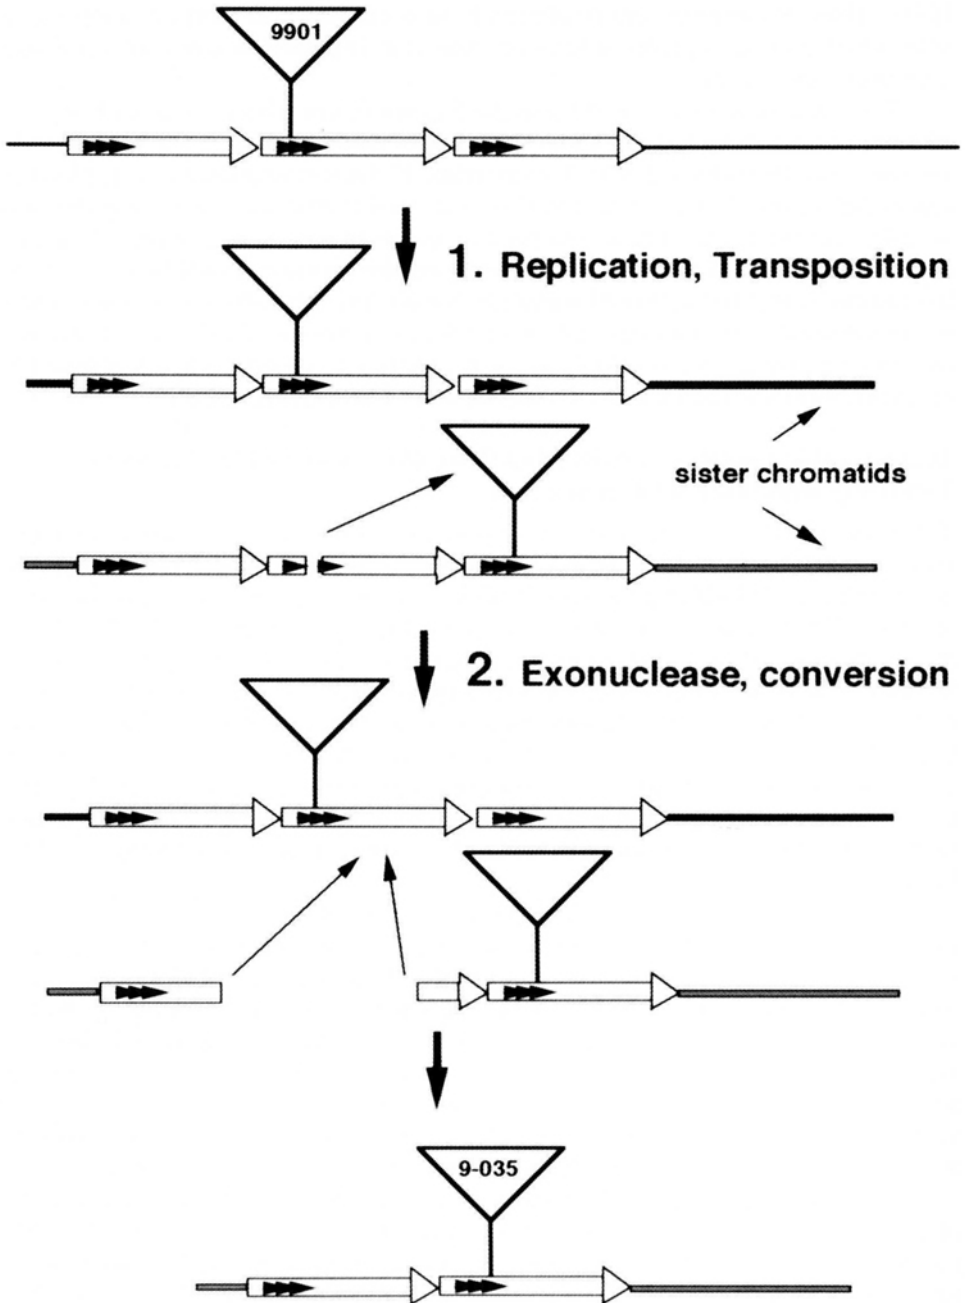 9901
1. Replication, Transposition
sister chromatids
2. Exonuclease, conversion
9-035